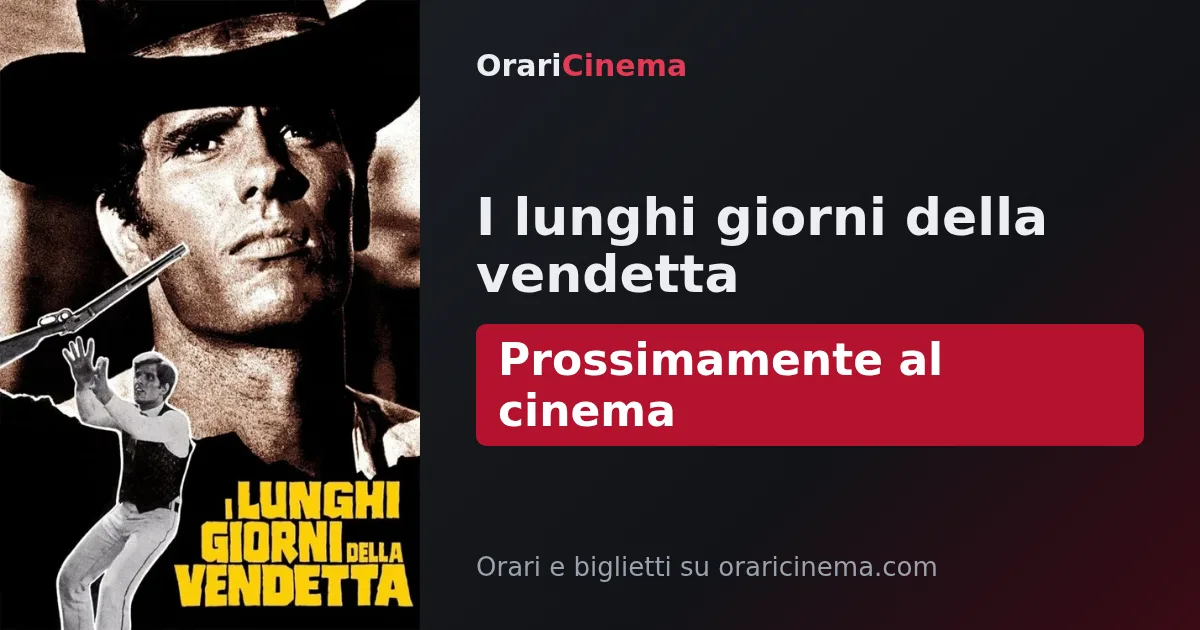 I LUNGHI
GIORNI DELLA
VENDETTA
OrariCinema
I lunghi giorni della
vendetta
Prossimamente al
cinema
Orari e biglietti su oraricinema.com